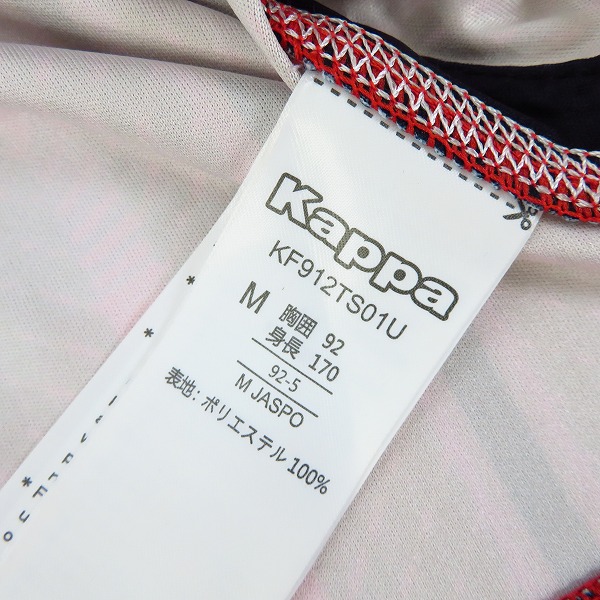 Kappa
KF912TS01U
M 胸囲 92
身長 170
92-5
M JASPO
表地: ポリエステル 100%